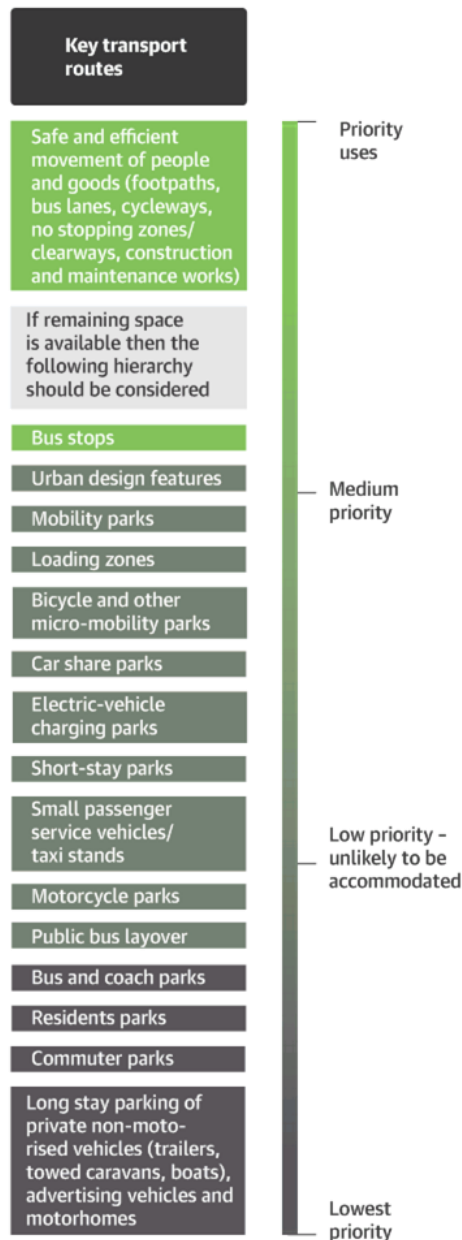 Key transport
routes
Safe and efficient
movement of people
and goods (footpaths,
bus lanes, cycleways,
no stopping zones/
clearways, construction
and maintenance works)
If remaining space
is available then the
following hierarchy
should be considered
Bus stops
Urban design features
Mobility parks
Loading zones
Bicycle and other
micro-mobility parks
Car share parks
Electric-vehicle
charging parks
Short-stay parks
Small passenger
service vehicles/
taxi stands
Motorcycle parks
Public bus layover
Bus and coach parks
Residents parks
Commuter parks
Long stay parking of
private non-moto-
rised vehicles (trailers,
towed caravans, boats),
advertising vehicles and
motorhomes
Priority
uses
Medium
priority
Low priority –
unlikely to be
accommodated
Lowest
priority